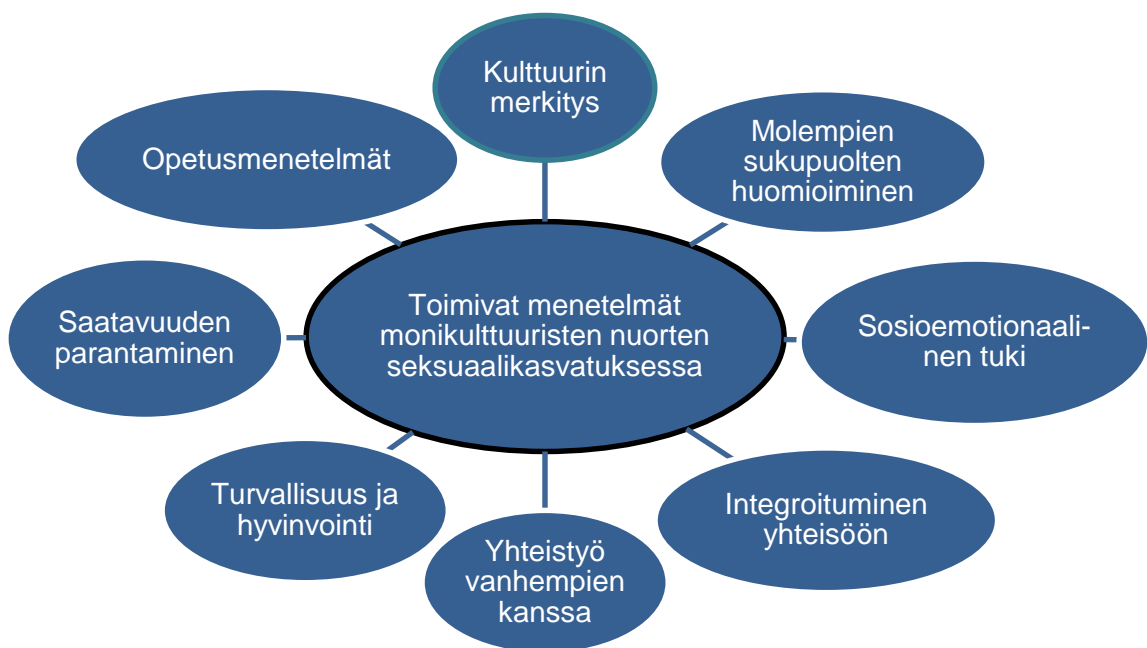 Kulttuurin
merkitys
Molempien
sukupuolten
huomioiminen
Opetusmenetelmät
Toimivat menetelmät
monikulttuuristen nuorten
seksuaalikasvatuksessa
Saatavuuden
parantaminen
Sosioemotionaali-
nen tuki
Turvallisuus ja
hyvinvointi
Integroituminen
yhteisöön
Yhteistyö
vanhempien
kanssa